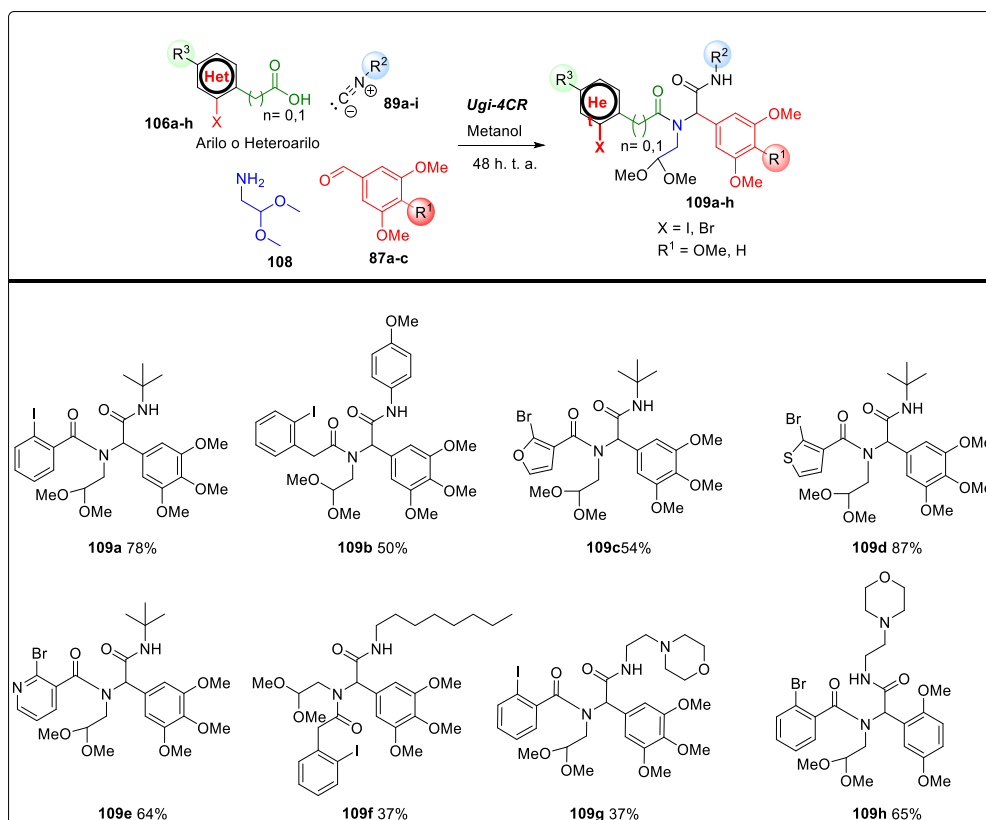 R³
Het
X
O
OH
n= 0,1
106a-h
Arilo o Heteroarilo
R²
N
C
⊕
⊖
89a-i
NH₂
O
O
108
O
OMe
R¹
OMe
87a-c
Ugi-4CR
Metanol
48 h. t. a.
R³
He
t
X
n= 0,1
O
N
O
NH
R²
OMe
R¹
OMe
MeO
OMe
109a-h
X = I, Br
R¹ = OMe, H
I
O
N
O
NH
OMe
OMe
OMe
MeO
OMe
109a 78%
OMe
I
O
NH
O
N
OMe
OMe
OMe
MeO
OMe
109b 50%
Br
O
O
N
O
NH
OMe
OMe
OMe
MeO
OMe
109c54%
Br
S
O
N
O
NH
OMe
OMe
OMe
MeO
OMe
109d 87%
Br
N
O
N
O
NH
OMe
OMe
OMe
MeO
OMe
109e 64%
O
NH
OMe
OMe
N
O
I
OMe
OMe
OMe
109f 37%
I
O
N
O
NH
N
O
OMe
OMe
OMe
MeO
OMe
109g 37%
O
N
HN
O
Br
O
N
OMe
OMe
MeO
OMe
109h 65%